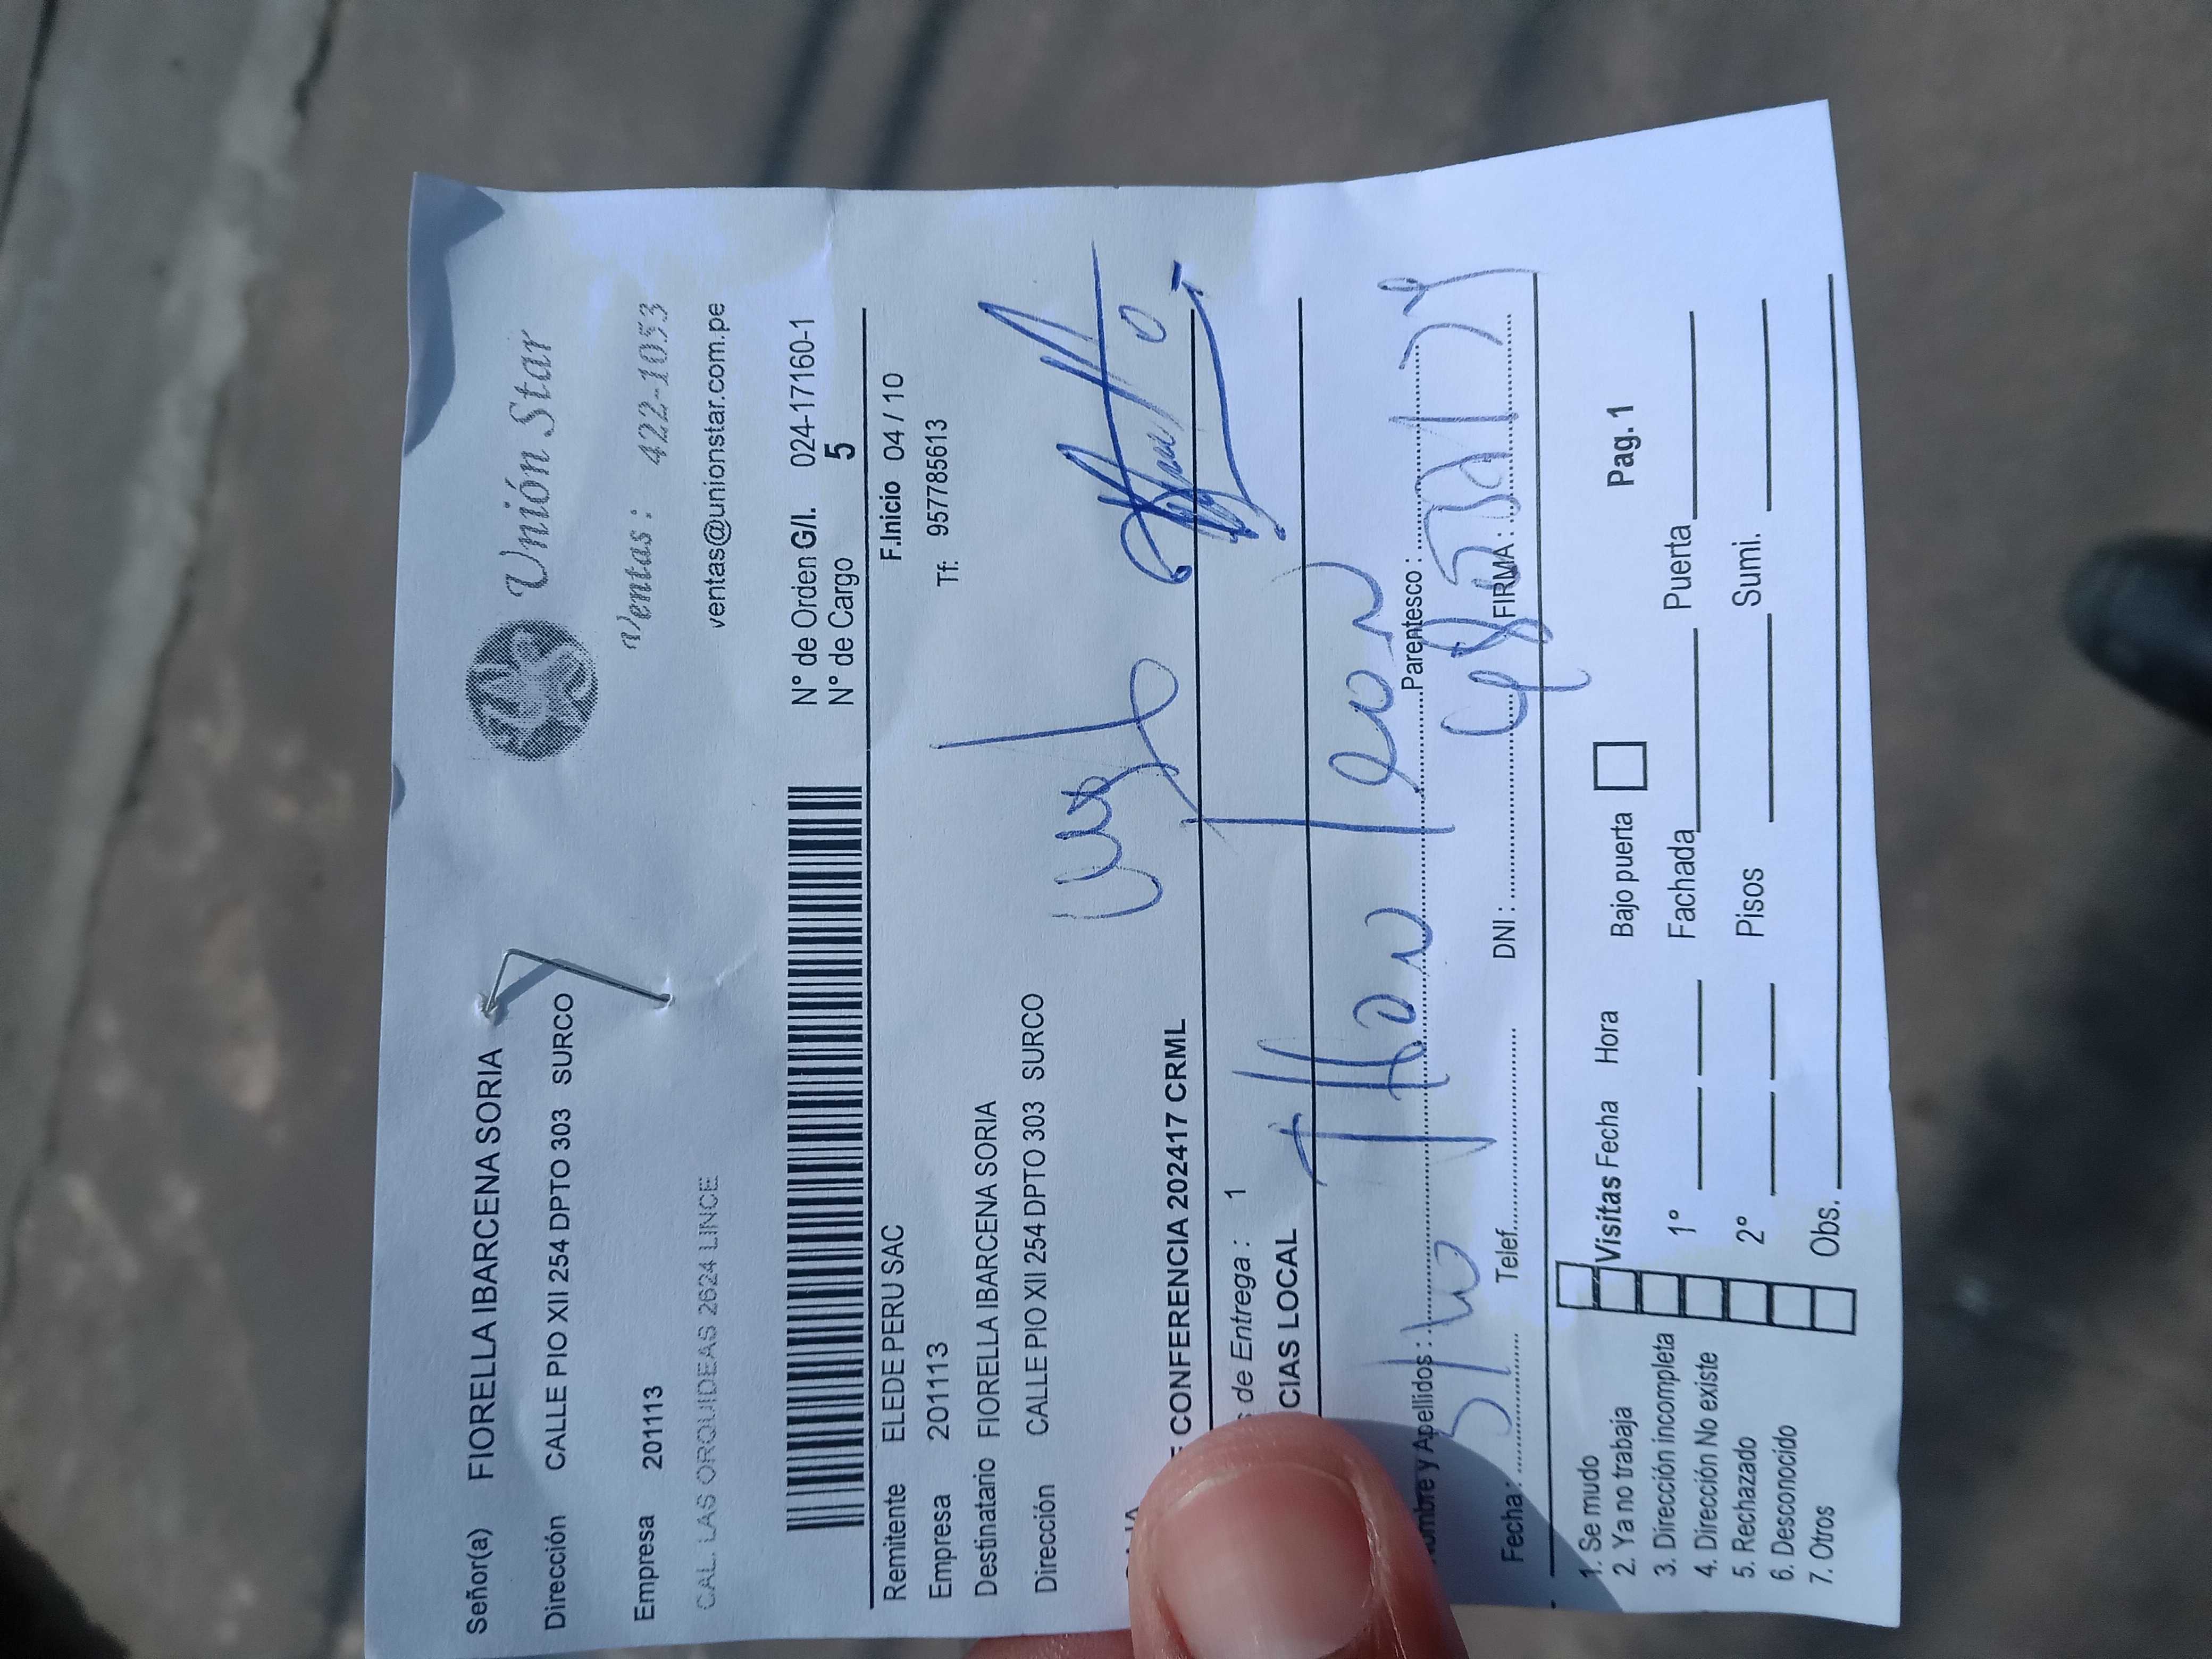 Señor(a) FIORELLA IBARCENA SORIA
Dirección CALLE PIO XII 254 DPTO 303 SURCO
Empresa 201113
CAL. LAS ORQUIDEAS 2624 LINCE
Unión Star
Ventas : 422-1053
ventas@unionstar.com.pe
N° de Orden G/I. 024-17160-1
N° de Cargo 5
Remitente ELEDE PERU SAC F.Inicio 04 / 10
Empresa 201113 Tf: 957785613
Destinatario FIORELLA IBARCENA SORIA
Dirección CALLE PIO XII 254 DPTO 303 SURCO
CONFERENCIA 202417 CRML
de Entrega : 1
CIAS LOCAL
Nombre y Apellidos : Parentesco :
Fecha : Telef. DNI : FIRMA :
1. Se mudo
2. Ya no trabaja
3. Dirección incompleta
4. Dirección No existe
5. Rechazado
6. Desconocido
7. Otros
Visitas Fecha Hora Bajo puerta Pag. 1
1° Fachada Puerta
2° Pisos Sumi.
Obs.